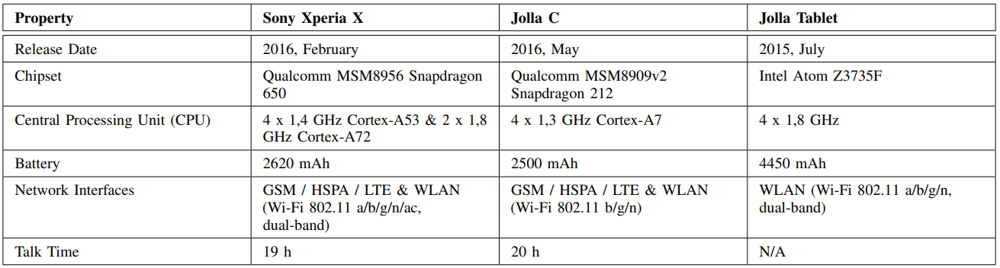 Property Sony Xperia X Jolla C Jolla Tablet
Release Date 2016, February 2016, May 2015, July
Chipset Qualcomm MSM8956 Snapdragon Qualcomm MSM8909v2 Intel Atom Z3735F
650 Snapdragon 212
Central Processing Unit (CPU) 4 x 1,4 GHz Cortex-A53 & 2 x 1,8 4 x 1,3 GHz Cortex-A7 4 x 1,8 GHz
GHz Cortex-A72
Battery 2620 mAh 2500 mAh 4450 mAh
Network Interfaces GSM / HSPA / LTE & WLAN GSM / HSPA / LTE & WLAN WLAN (Wi-Fi 802.11 a/b/g/n,
(Wi-Fi 802.11 a/b/g/n/ac, (Wi-Fi 802.11 b/g/n) dual-band)
dual-band)
Talk Time 19 h 20 h N/A